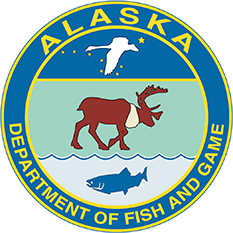 ALASKA
DEPARTMENT OF FISH AND GAME